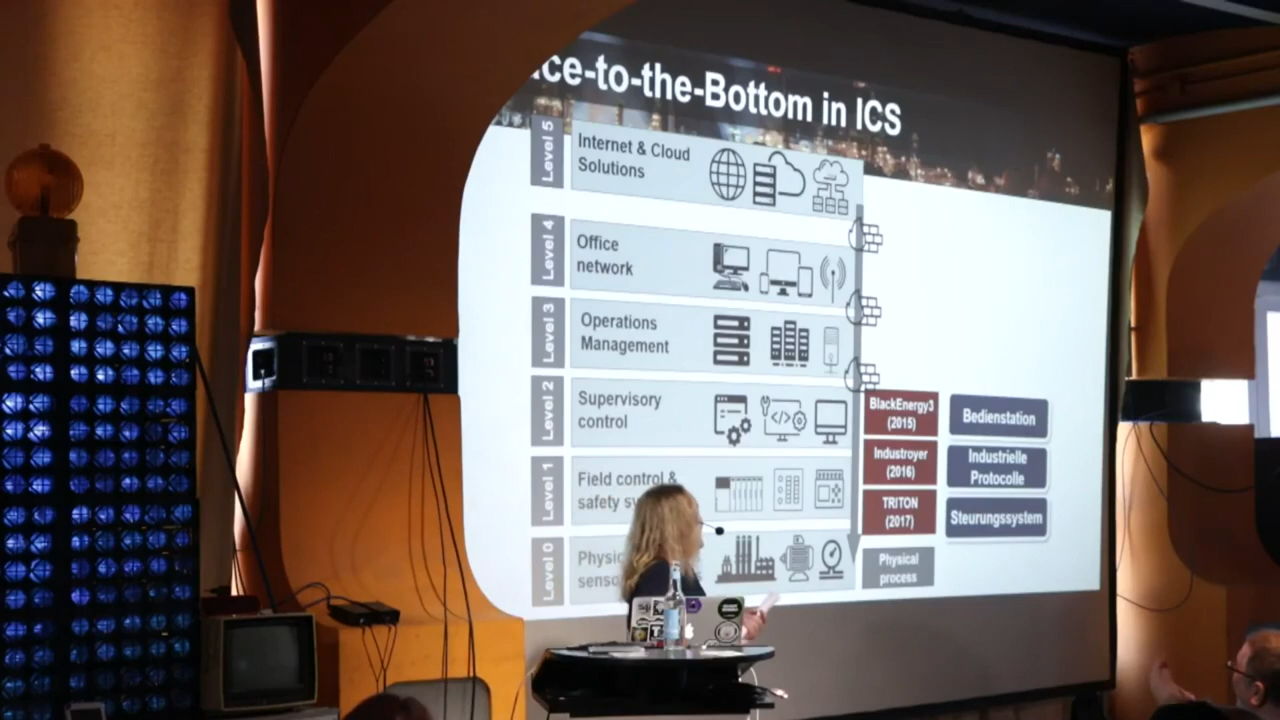 ce-to-the-Bottom in ICS
Level 5
Internet & Cloud
Solutions
Level 4
Office
network
Level 3
Operations
Management
Level 2
Supervisory
control
BlackEnergy3
(2015)
Bedienstation
Level 1
Field control &
safety sy
Industroyer
(2016)
Industrielle
Protocolle
TRITON
(2017)
Steurungssystem
Level 0
Physic
senso
Physical
process